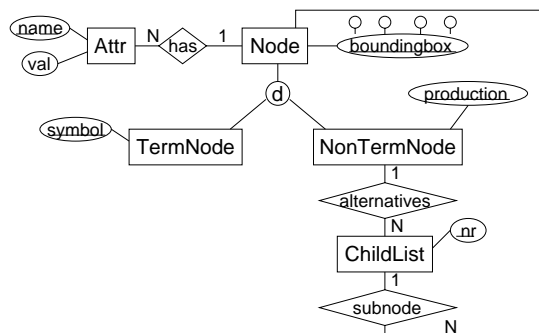 name
val
Attr
N
has
1
Node
boundingbox
d
symbol
TermNode
production
NonTermNode
1
alternatives
N
ChildList
nr
1
subnode
N